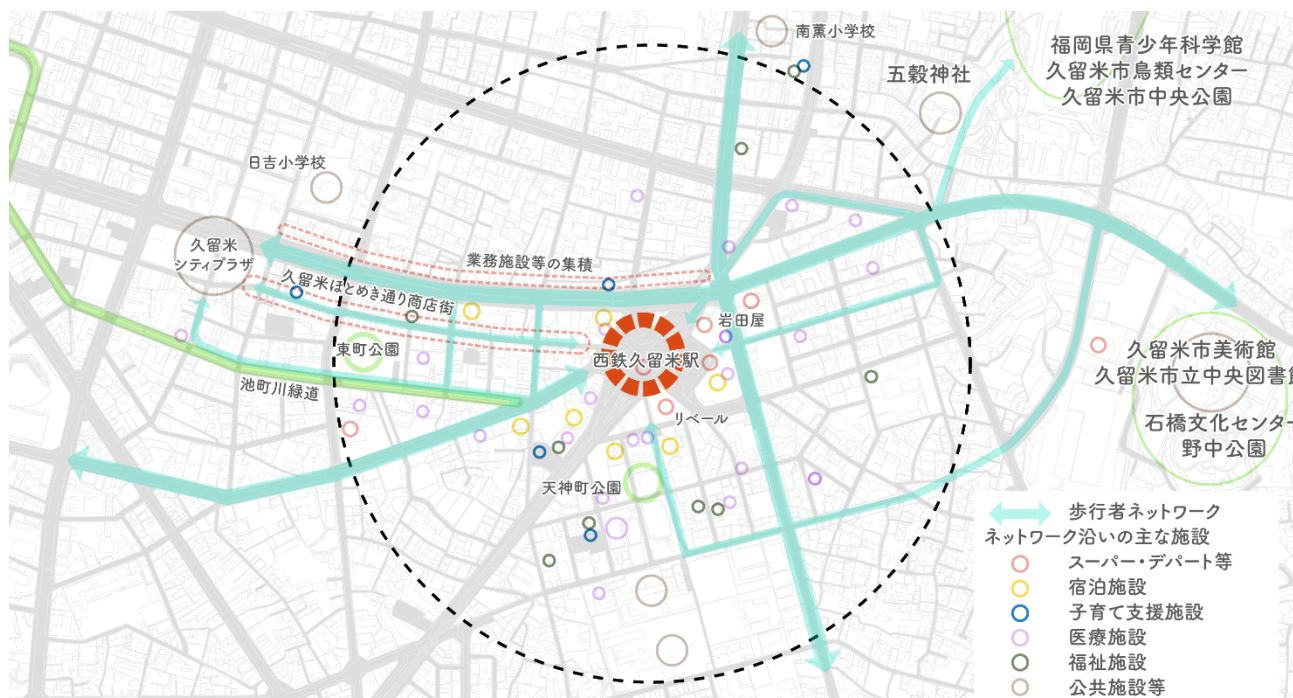 南薫小学校
福岡県青少年科学館
久留米市鳥類センター
久留米市中央公園
五穀神社
日吉小学校
久留米
シティプラザ
業務施設等の集積
久留米ほとめき通り商店街
岩田屋
東町公園
西鉄久留米駅
池町川緑道
リベール
天神町公園
久留米市美術館
久留米市立中央図書館
石橋文化センター
野中公園
歩行者ネットワーク
ネットワーク沿いの主な施設
スーパー・デパート等
宿泊施設
子育て支援施設
医療施設
福祉施設
公共施設等